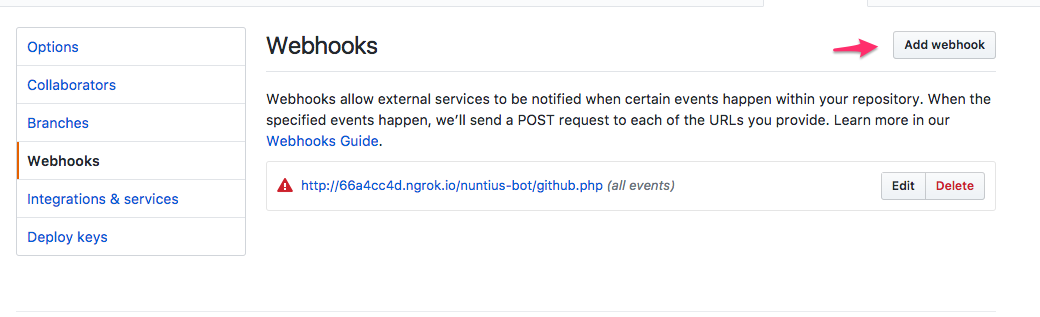 Options
Collaborators
Branches
Webhooks
Integrations & services
Deploy keys
Webhooks
Add webhook
Webhooks allow external services to be notified when certain events happen within your repository. When the
specified events happen, we’ll send a POST request to each of the URLs you provide. Learn more in our
Webhooks Guide.
http://66a4cc4d.ngrok.io/nuntius-bot/github.php (all events)
Edit
Delete